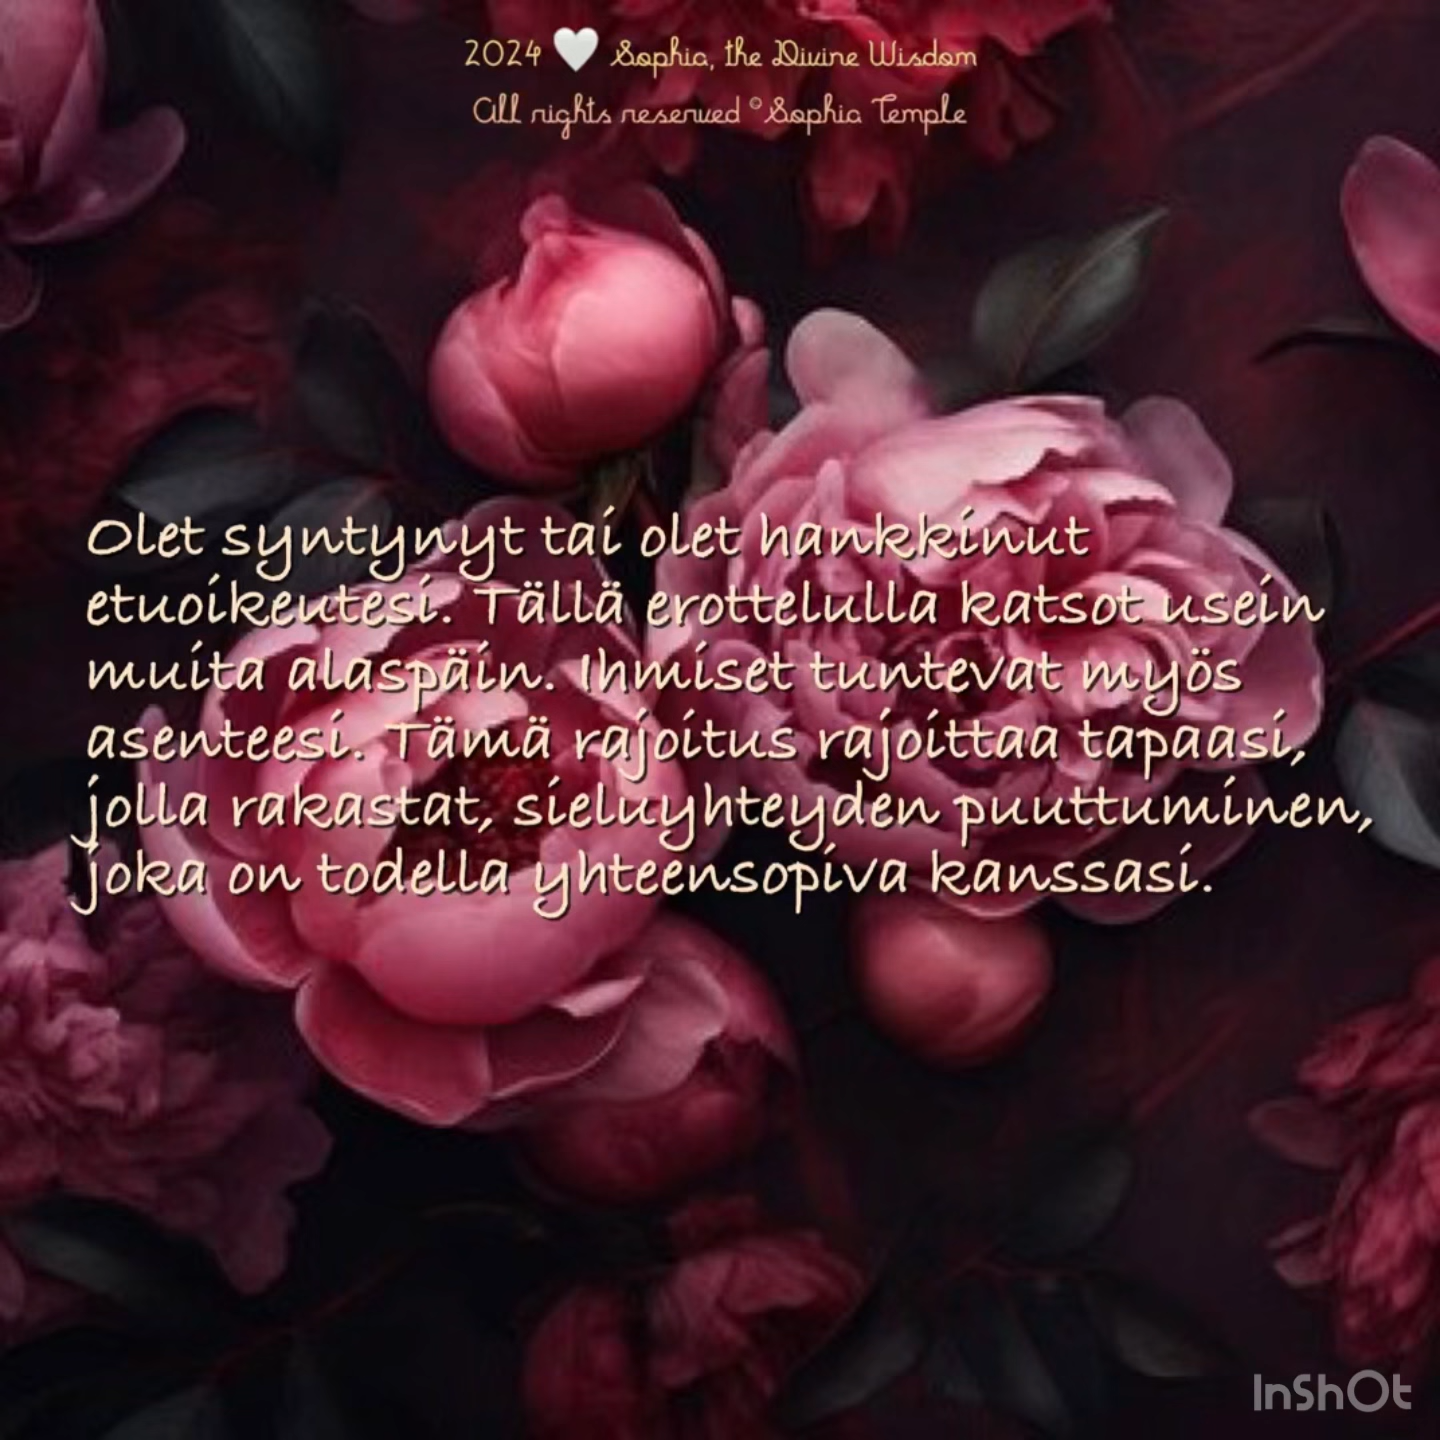 2024 🤍 Sophia, the Divine Wisdom
All rights reserved © Sophia Temple
Olet syntynyt tai olet hankkinut
etuoikeutesi. Tällä erottelulla katsot usein
muita alaspäin. Ihmiset tuntevat myös
asenteesi. Tämä rajoitus rajoittaa tapaasi,
jolla rakastat, sieluyhteyden puuttuminen,
joka on todella yhteensopiva kanssasi.
InShOt